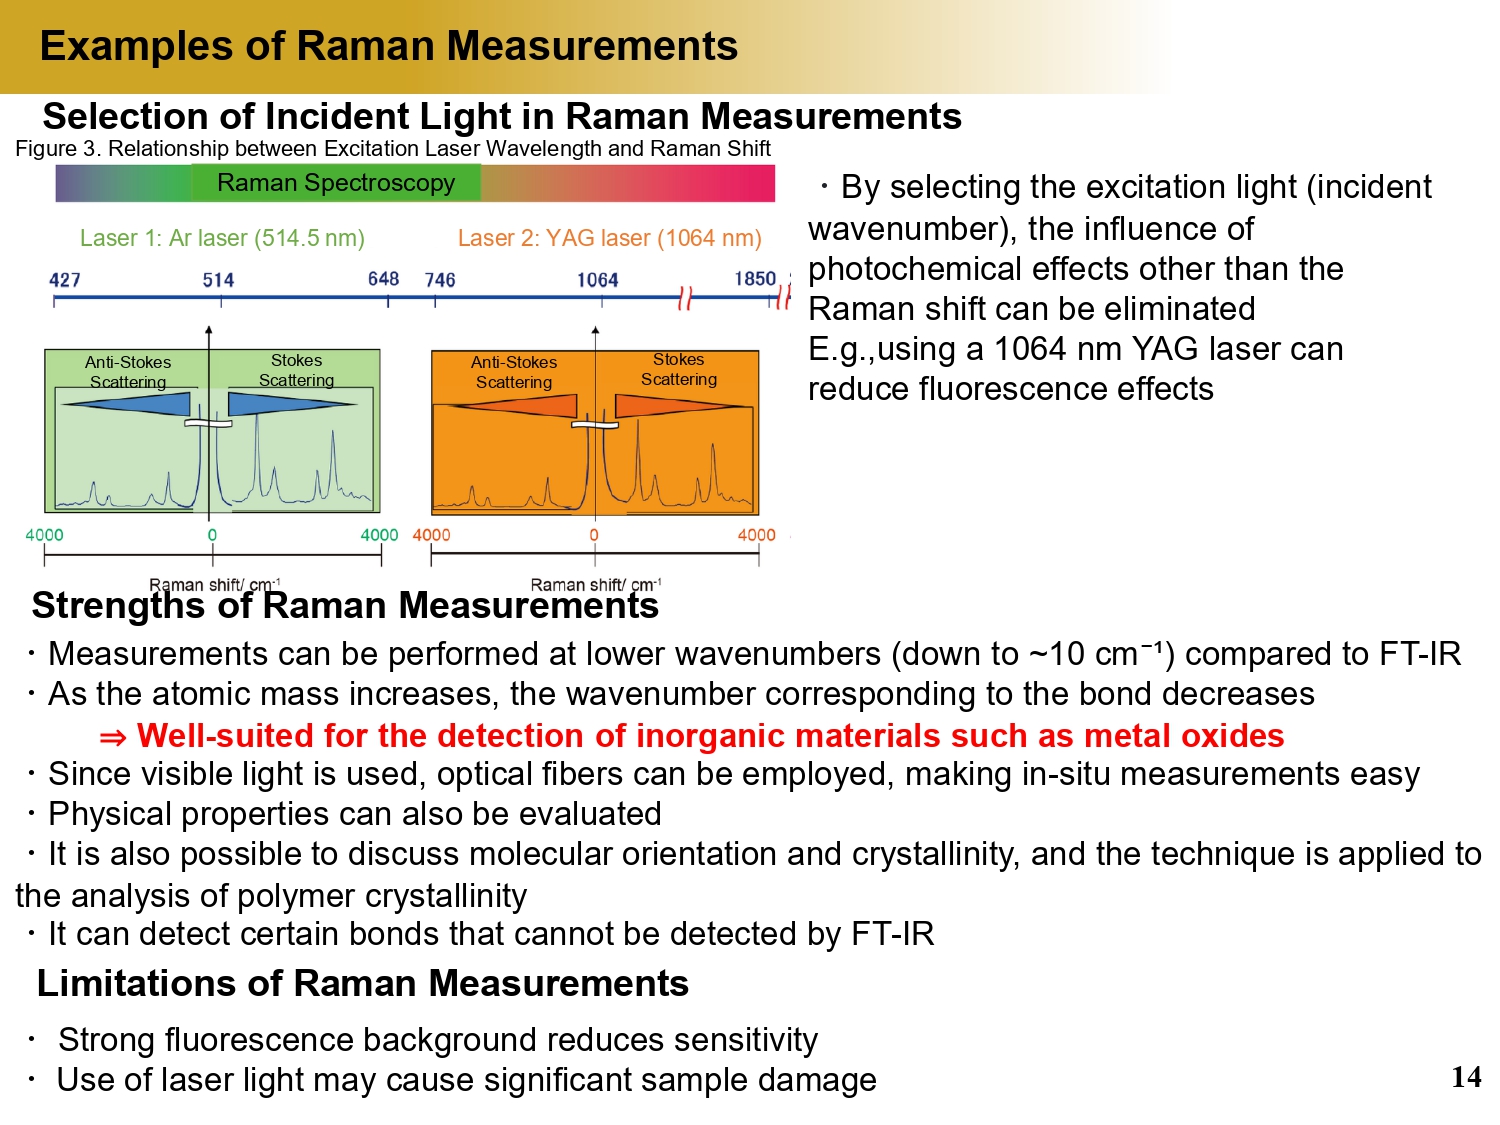 Examples of Raman Measurements
Selection of Incident Light in Raman Measurements
Figure 3. Relationship between Excitation Laser Wavelength and Raman Shift
Raman Spectroscopy
Laser 1: Ar laser (514.5 nm)
Laser 2: YAG laser (1064 nm)
427 514 648 746 1064 1850
Anti-Stokes
Scattering
Stokes
Scattering
Anti-Stokes
Scattering
Stokes
Scattering
4000 0 4000 4000 0 4000
Raman shift/ cm-1
Raman shift/ cm-1
・By selecting the excitation light (incident
wavenumber), the influence of
photochemical effects other than the
Raman shift can be eliminated
E.g.,using a 1064 nm YAG laser can
reduce fluorescence effects
Strengths of Raman Measurements
・Measurements can be performed at lower wavenumbers (down to ~10 cm⁻¹) compared to FT-IR
・As the atomic mass increases, the wavenumber corresponding to the bond decreases
⇒ Well-suited for the detection of inorganic materials such as metal oxides
・Since visible light is used, optical fibers can be employed, making in-situ measurements easy
・Physical properties can also be evaluated
・It is also possible to discuss molecular orientation and crystallinity, and the technique is applied to
the analysis of polymer crystallinity
・It can detect certain bonds that cannot be detected by FT-IR
Limitations of Raman Measurements
・ Strong fluorescence background reduces sensitivity
・ Use of laser light may cause significant sample damage
14